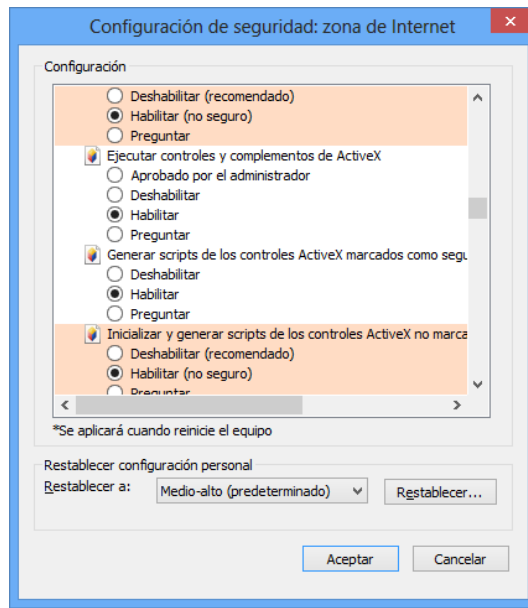 Configuración de seguridad: zona de Internet
Configuración
Deshabilitar (recomendado)
Habilitar (no seguro)
Preguntar
Ejecutar controles y complementos de ActiveX
Aprobado por el administrador
Deshabilitar
Habilitar
Preguntar
Generar scripts de los controles ActiveX marcados como segu
Deshabilitar
Habilitar
Preguntar
Inicializar y generar scripts de los controles ActiveX no marca
Deshabilitar (recomendado)
Habilitar (no seguro)
Preguntar
*Se aplicará cuando reinicie el equipo
Restablecer configuración personal
Restablecer a: Medio-alto (predeterminado) Restablecer...
Aceptar Cancelar